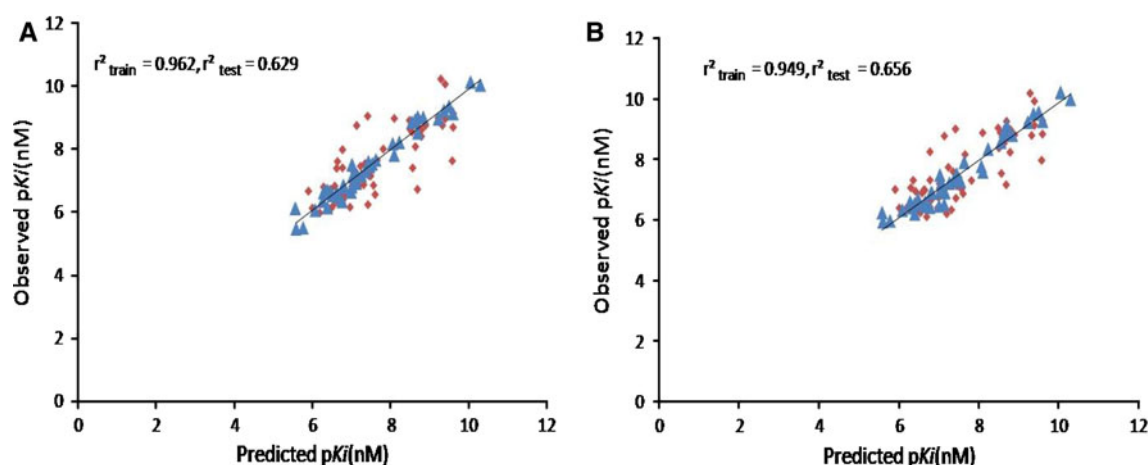 A
r² train = 0.962, r² test = 0.629
Observed pKi(nM)
12
10
8
6
4
2
0
0 2 4 6 8 10 12
Predicted pKi(nM)
B
r² train = 0.949, r² test = 0.656
Observed pKi(nM)
12
10
8
6
4
2
0
0 2 4 6 8 10 12
Predicted pKi(nM)